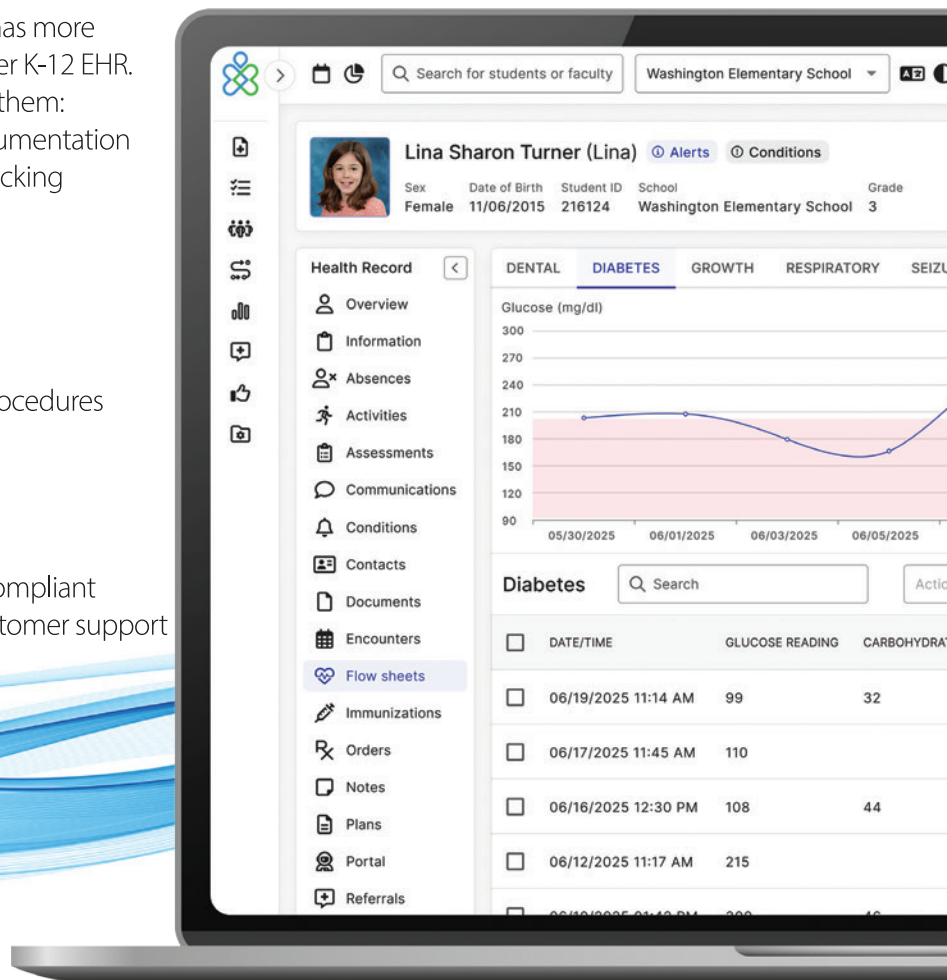 has more
er K-12 EHR.
them:
umentation
cking
ocedures
ompliant
tomer support
Search for students or faculty
Washington Elementary School
Lina Sharon Turner (Lina)
Alerts
Conditions
Sex Date of Birth Student ID School Grade
Female 11/06/2015 216124 Washington Elementary School 3
Health Record
Overview
Information
Absences
Activities
Assessments
Communications
Conditions
Contacts
Documents
Encounters
Flow sheets
Immunizations
Orders
Notes
Plans
Portal
Referrals
DENTAL DIABETES GROWTH RESPIRATORY SEIZU
Glucose (mg/dl)
300
270
240
210
180
150
120
90
05/30/2025 06/01/2025 06/03/2025 06/05/2025
Diabetes
Search
Actio
DATE/TIME GLUCOSE READING CARBOHYDRAT
06/19/2025 11:14 AM 99 32
06/17/2025 11:45 AM 110
06/16/2025 12:30 PM 108 44
06/12/2025 11:17 AM 215